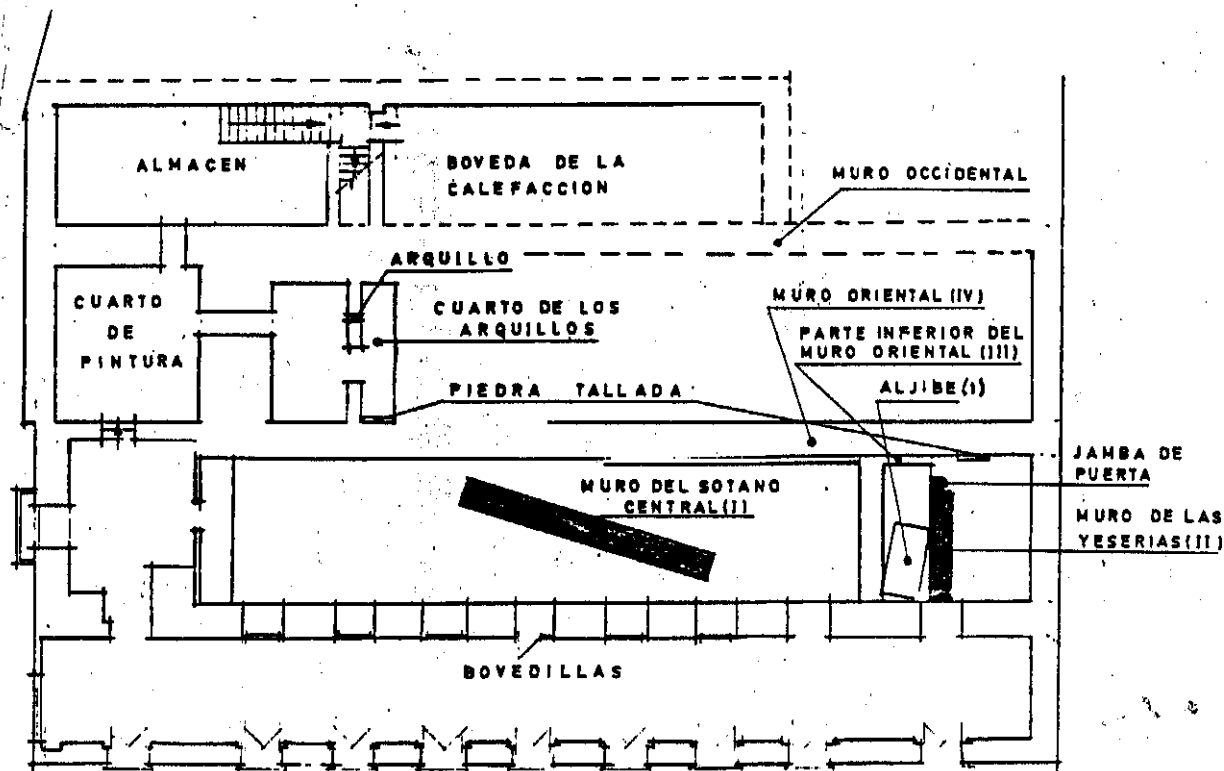 ALMACEN
BOVEDA DE LA
CALEFACCION
MURO OCCIDENTAL
ARQUILLO
CUARTO
DE
PINTURA
CUARTO DE LOS
ARQUILLOS
MURO ORIENTAL (IV)
PARTE INFERIOR DEL
MURO ORIENTAL (III)
PIEDRA TALLADA
ALJIBE(I)
JAMBA DE
PUERTA
MURO DEL SOTANO
CENTRAL(I)
MURO DE LAS
YESERIAS(II)
BOVEDILLAS